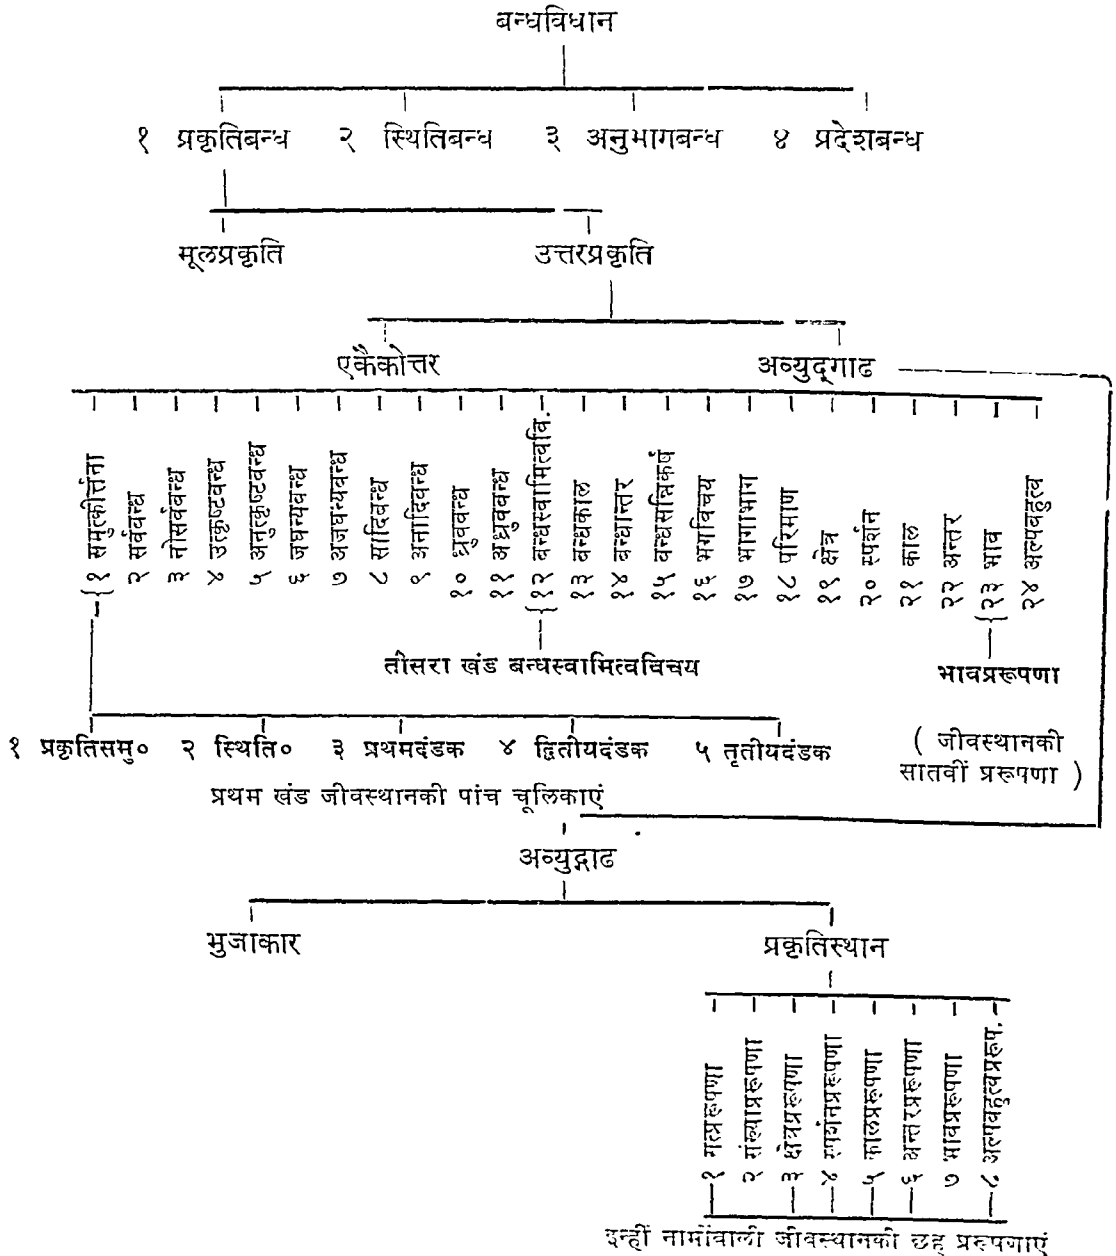 बन्धविधान
१ प्रकृतिबन्ध २ स्थितिबन्ध ३ अनुभागबन्ध ४ प्रदेशबन्ध
मूलप्रकृति उत्तरप्रकृति
एकैकोत्तर अव्युद्गाढ
१ समुत्कीर्त्तना
२ सर्वबन्ध
३ नोसर्वबन्ध
४ उत्कृष्टबन्ध
५ अनुत्कृष्टबन्ध
६ जघन्यबन्ध
७ अजघन्यबन्ध
८ सादिबन्ध
९ अनादिबन्ध
१० ध्रुवबन्ध
११ अध्रुवबन्ध
१२ बन्धस्वामित्ववि.
१३ बन्धकाल
१४ बन्धान्तर
१५ बन्धसन्निकर्ष
१६ भंगविचय
१७ भागाभाग
१८ परिमाण
१९ क्षेत्र
२० स्पर्शन
२१ काल
२२ अन्तर
२३ भाव
२४ अल्पबहुत्व
तीसरा खंड बन्धस्वामित्वविचय
भावप्ररूपणा
१ प्रकृतिसमु० २ स्थिति० ३ प्रथमदंडक ४ द्वितीयदंडक ५ तृतीयदंडक
( जीवस्थानकी
सातवीं प्ररूपणा )
प्रथम खंड जीवस्थानकी पांच चूलिकाएं
अव्युद्गाढ
भुजाकार प्रकृतिस्थान
१ सत्प्ररूपणा
२ संख्याप्ररूपणा
३ क्षेत्रप्ररूपणा
४ स्पर्शनप्ररूपणा
५ कालप्ररूपणा
६ अन्तरप्ररूपणा
७ भावप्ररूपणा
८ अल्पबहुत्वप्ररूप.
इन्हीं नामोंवाली जीवस्थानकी छह प्ररूपणाएं